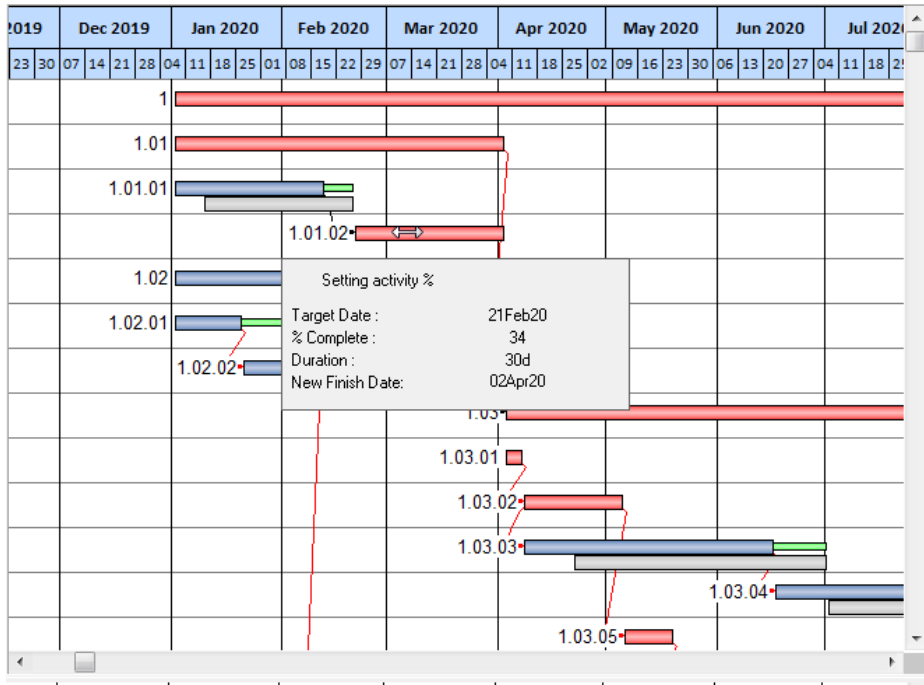 2019 Dec 2019 Jan 2020 Feb 2020 Mar 2020 Apr 2020 May 2020 Jun 2020 Jul 202
23 30 07 14 21 28 04 11 18 25 01 08 15 22 29 07 14 21 28 04 11 18 25 02 09 16 23 30 06 13 20 27 04 11 18 25
1
1.01
1.01.01
1.01.02
1.02
1.02.01
1.02.02
Setting activity %
Target Date : 21Feb20
% Complete : 34
Duration : 30d
New Finish Date: 02Apr20
1.03
1.03.01
1.03.02
1.03.03
1.03.04
1.03.05